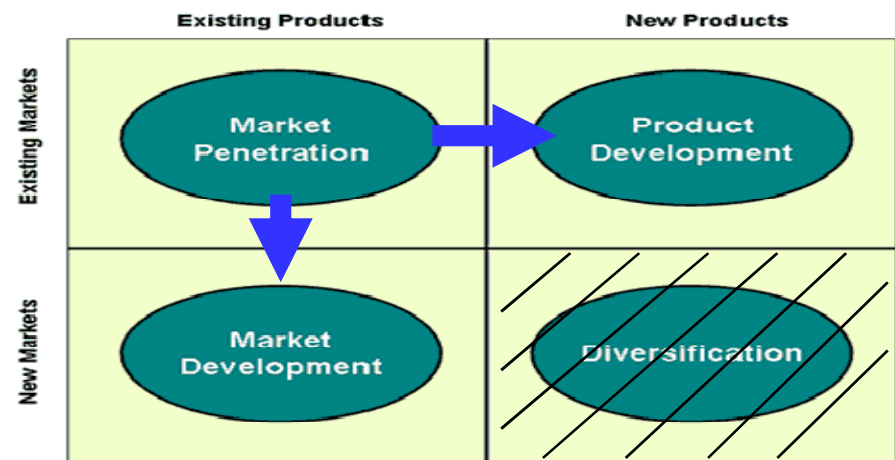 Existing Products
New Products
Existing Markets
Market
Penetration
Product
Development
New Markets
Market
Development
Diversification